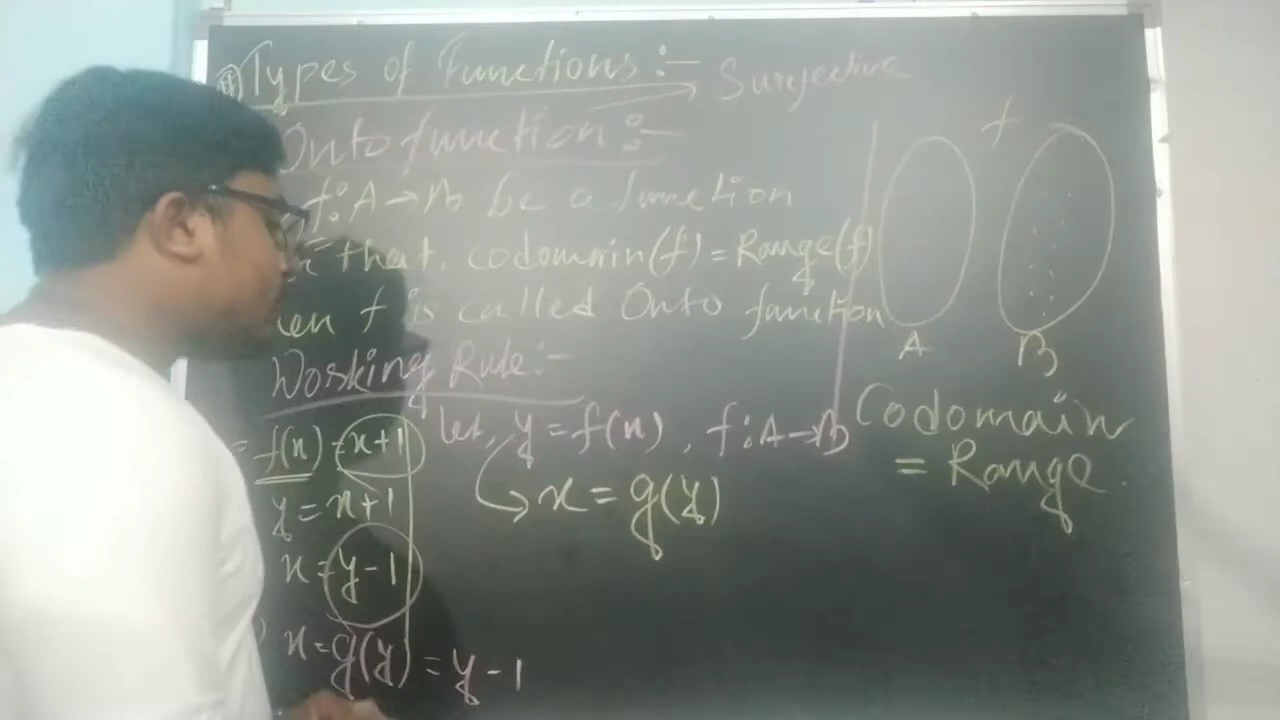 Types of Functions :-
Surjective
Onto function :-
f: A→B be a function
that, codomain(f) = Range(f)
f is called Onto function
Working Rule:-
= f(x) = x+1
y = x+1
x = y-1
x = g(y) = y-1
let, y = f(x), f: A→B
x = g(y)
f
A B
Codomain
= Range